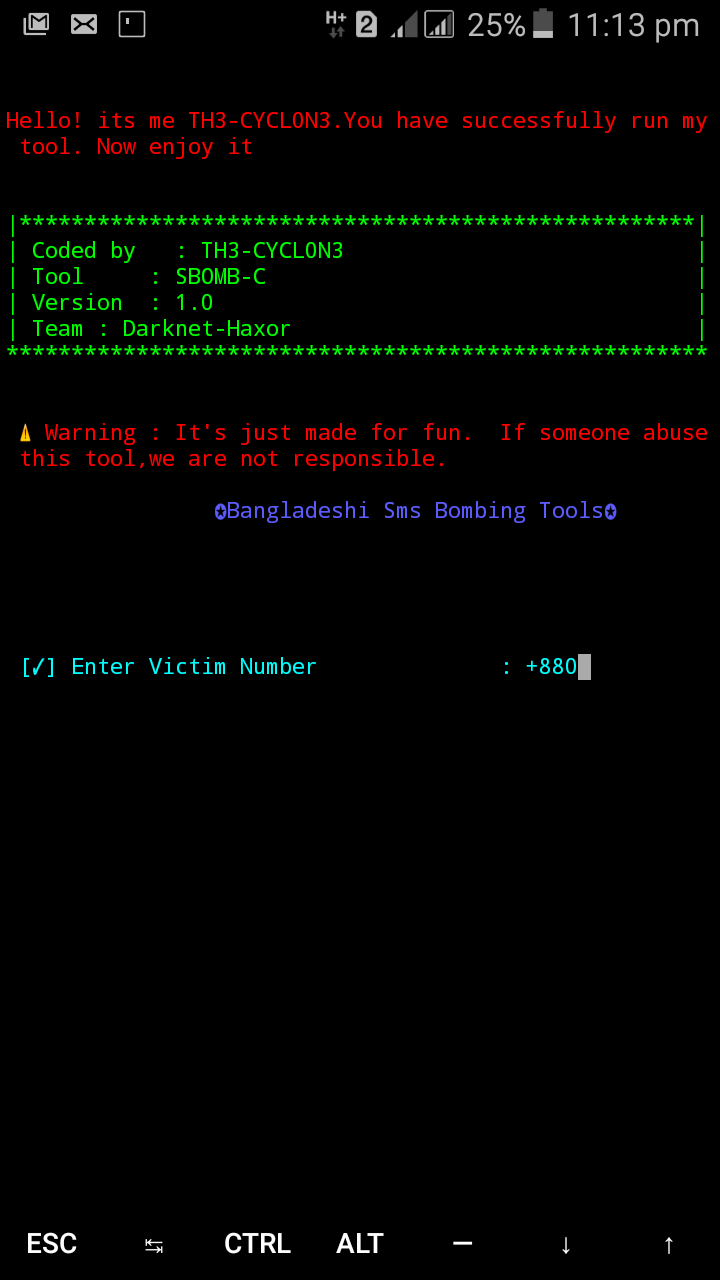 H+ 2 25% 11:13 pm
Hello! its me TH3-CYCL0N3.You have successfully run my
tool. Now enjoy it
|****************************************************|
| Coded by   : TH3-CYCL0N3 |
| Tool     : SBOMB-C |
| Version  : 1.0 |
| Team : Darknet-Haxor |
******************************************************
⚠ Warning : It's just made for fun.  If someone abuse
this tool,we are not responsible.
✪Bangladeshi Sms Bombing Tools✪
[✓] Enter Victim Number : +880
ESC ↹ CTRL ALT — ↓ ↑